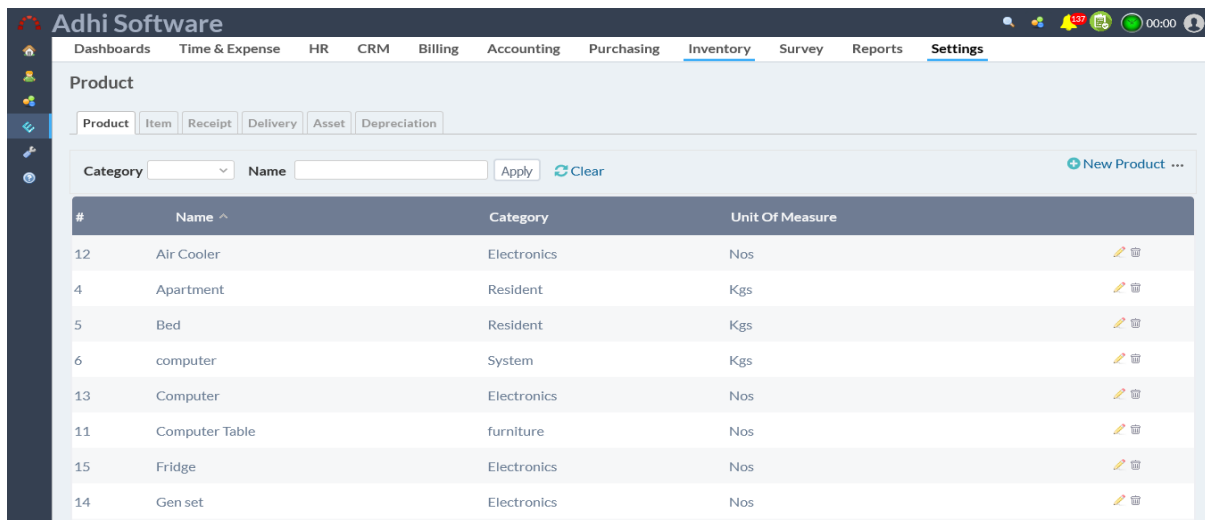 Adhi Software
137
00:00
Dashboards Time & Expense HR CRM Billing Accounting Purchasing Inventory Survey Reports Settings
Product
Product Item Receipt Delivery Asset Depreciation
Category Name Apply Clear New Product ...
# Name Category Unit Of Measure
12 Air Cooler Electronics Nos
4 Apartment Resident Kgs
5 Bed Resident Kgs
6 computer System Kgs
13 Computer Electronics Nos
11 Computer Table furniture Nos
15 Fridge Electronics Nos
14 Gen set Electronics Nos